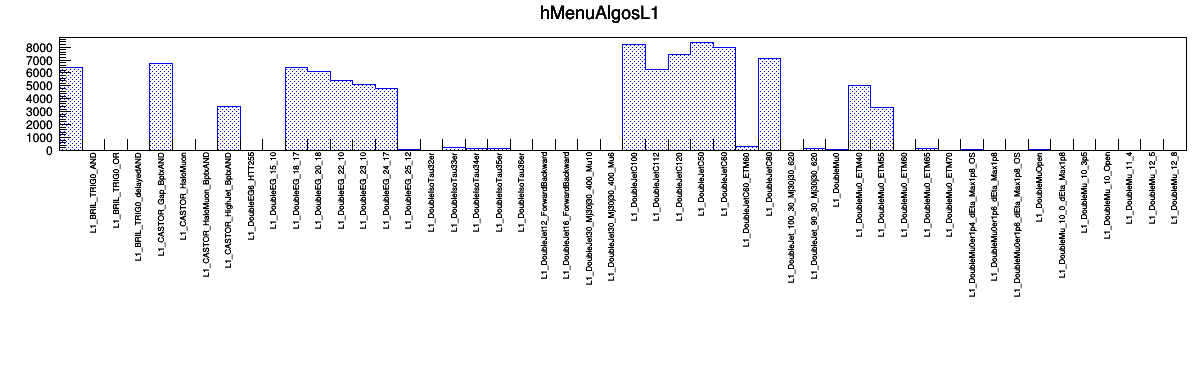 hMenuAlgosL1
8000
7000
6000
5000
4000
3000
2000
1000
0
L1_BRIL_TRIG0_AND
L1_BRIL_TRIG0_OR
L1_BRIL_TRIG0_delayedAND
L1_CASTOR_Gap_BptxAND
L1_CASTOR_HaloMuon
L1_CASTOR_HaloMuon_BptxAND
L1_CASTOR_HighJet_BptxAND
L1_DoubleEG6_HTT255
L1_DoubleEG_15_10
L1_DoubleEG_18_17
L1_DoubleEG_20_18
L1_DoubleEG_22_10
L1_DoubleEG_23_10
L1_DoubleEG_24_17
L1_DoubleEG_25_12
L1_DoubleIsoTau32er
L1_DoubleIsoTau33er
L1_DoubleIsoTau34er
L1_DoubleIsoTau35er
L1_DoubleIsoTau36er
L1_DoubleJet12_ForwardBackward
L1_DoubleJet16_ForwardBackward
L1_DoubleJet30_Mj30j30_400_Mu10
L1_DoubleJet30_Mj30j30_400_Mu6
L1_DoubleJetC100
L1_DoubleJetC112
L1_DoubleJetC120
L1_DoubleJetC50
L1_DoubleJetC60
L1_DoubleJetC60_ETM60
L1_DoubleJetC80
L1_DoubleJet_100_30_Mj30j30_620
L1_DoubleJet_90_30_Mj30j30_620
L1_DoubleMu0
L1_DoubleMu0_ETM40
L1_DoubleMu0_ETM55
L1_DoubleMu0_ETM60
L1_DoubleMu0_ETM65
L1_DoubleMu0_ETM70
L1_DoubleMu0er1p4_dEta_Max1p8_OS
L1_DoubleMu0er1p6_dEta_Max1p8
L1_DoubleMu0er1p6_dEta_Max1p8_OS
L1_DoubleMuOpen
L1_DoubleMu_10_0_dEta_Max1p8
L1_DoubleMu_10_3p5
L1_DoubleMu_10_Open
L1_DoubleMu_11_4
L1_DoubleMu_12_5
L1_DoubleMu_12_8